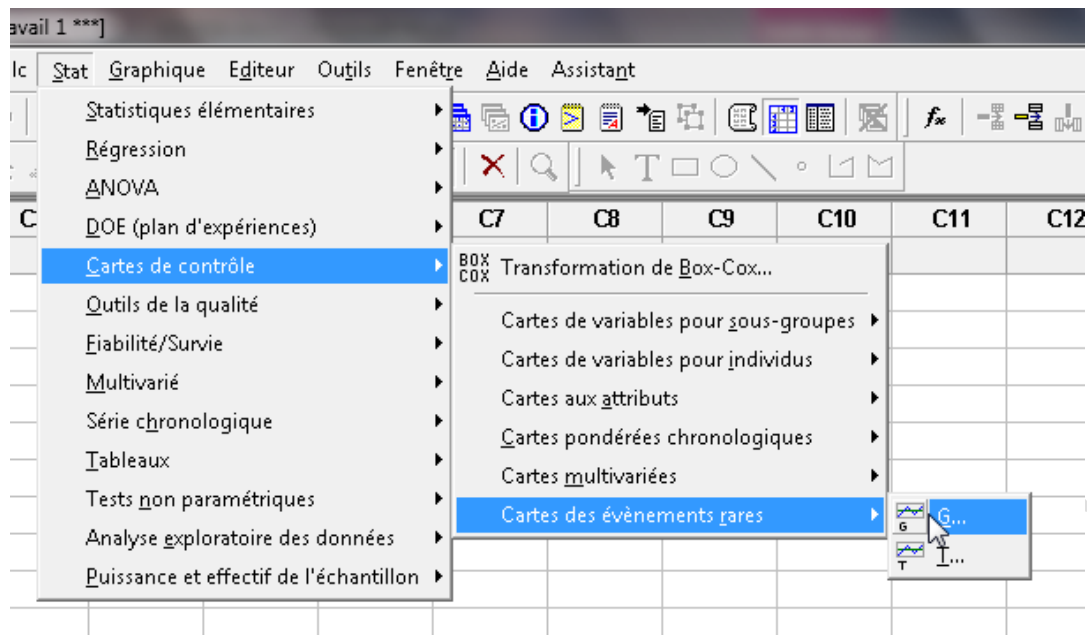 avail 1 ***]
lc Stat Graphique Editeur Outils Fenêtre Aide Assistant
Statistiques élémentaires
Régression
ANOVA
DOE (plan d'expériences)
Cartes de contrôle
Outils de la qualité
Fiabilité/Survie
Multivarié
Série chronologique
Tableaux
Tests non paramétriques
Analyse exploratoire des données
Puissance et effectif de l'échantillon
C C7 C8 C9 C10 C11 C12
BOX COX Transformation de Box-Cox...
Cartes de variables pour sous-groupes
Cartes de variables pour individus
Cartes aux attributs
Cartes pondérées chronologiques
Cartes multivariées
Cartes des évènements rares
G G...
T T...